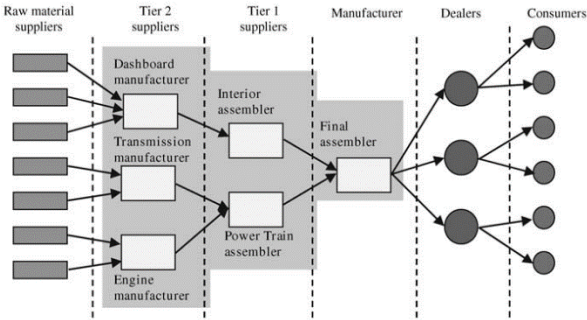 Raw material
suppliers
Tier 2
suppliers
Tier 1
suppliers
Manufacturer
Dealers
Consumers
Dashboard
manufacturer
Interior
assembler
Final
assembler
Transmission
manufacturer
Power Train
assembler
Engine
manufacturer